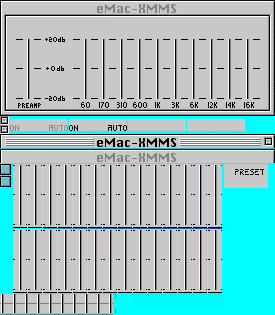 eMac-XMMS
+20db
+0db
-20db
PREAMP 60 170 310 600 1K 3K 6K 12K 14K 16K
ON AUTO ON AUTO
eMac-XMMS
eMac-XMMS
PRESET